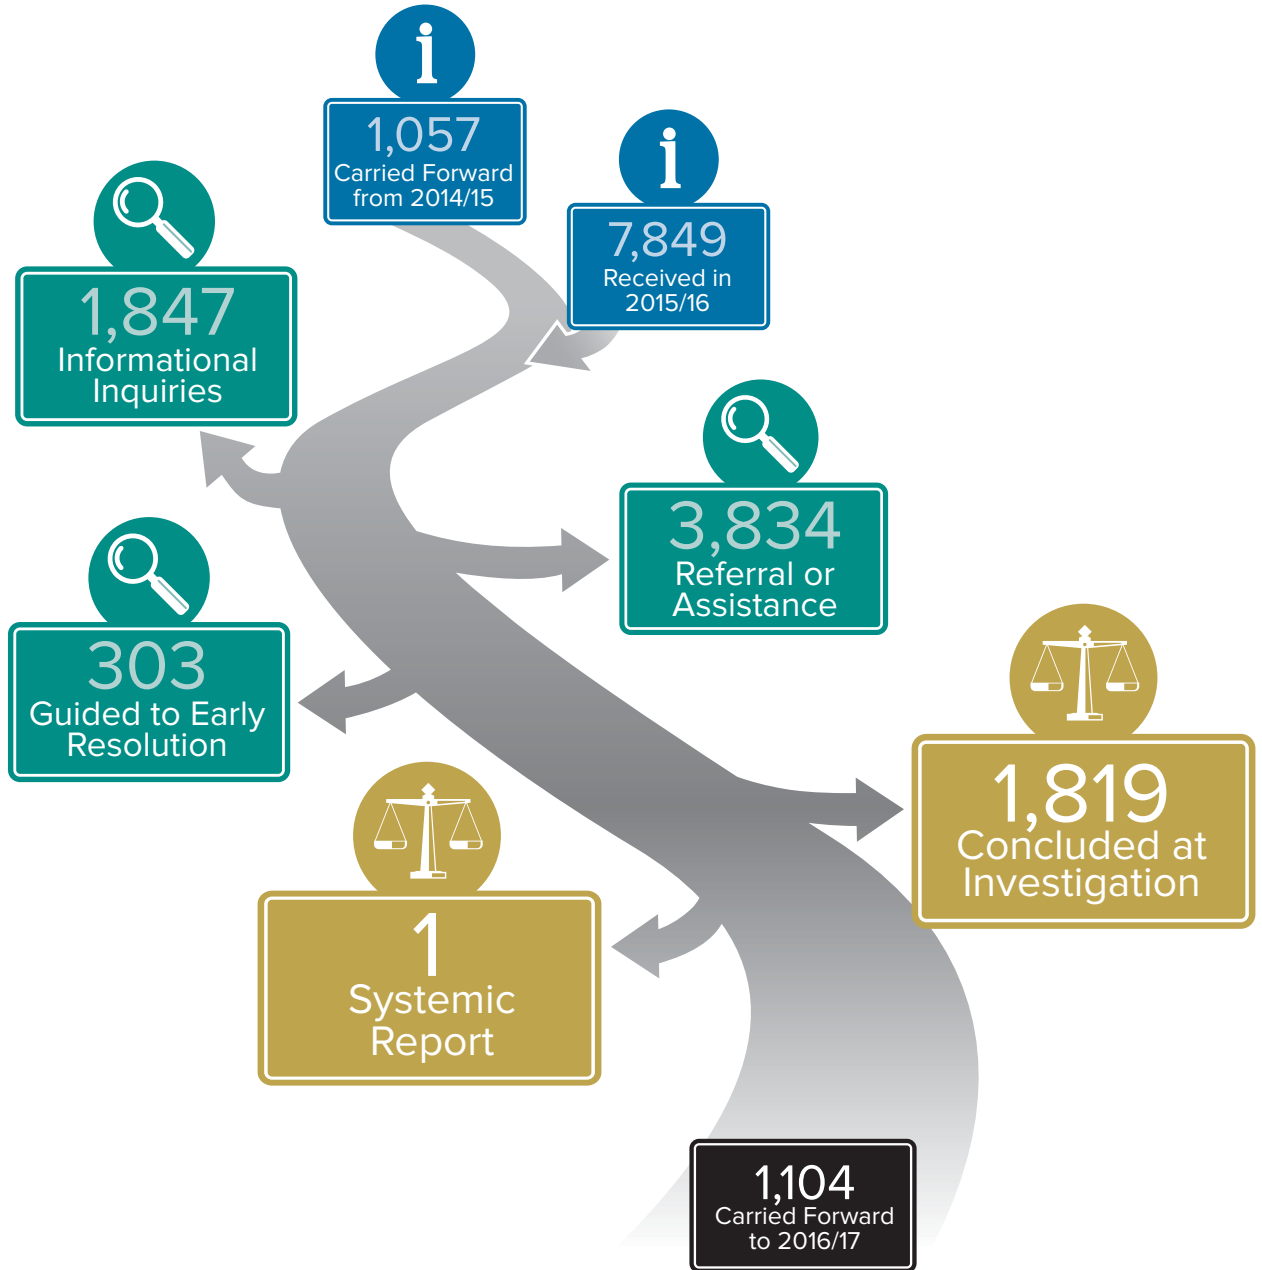 i
1,057
Carried Forward
from 2014/15
i
7,849
Received in
2015/16
1,847
Informational
Inquiries
3,834
Referral or
Assistance
303
Guided to Early
Resolution
1,819
Concluded at
Investigation
1
Systemic
Report
1,104
Carried Forward
to 2016/17